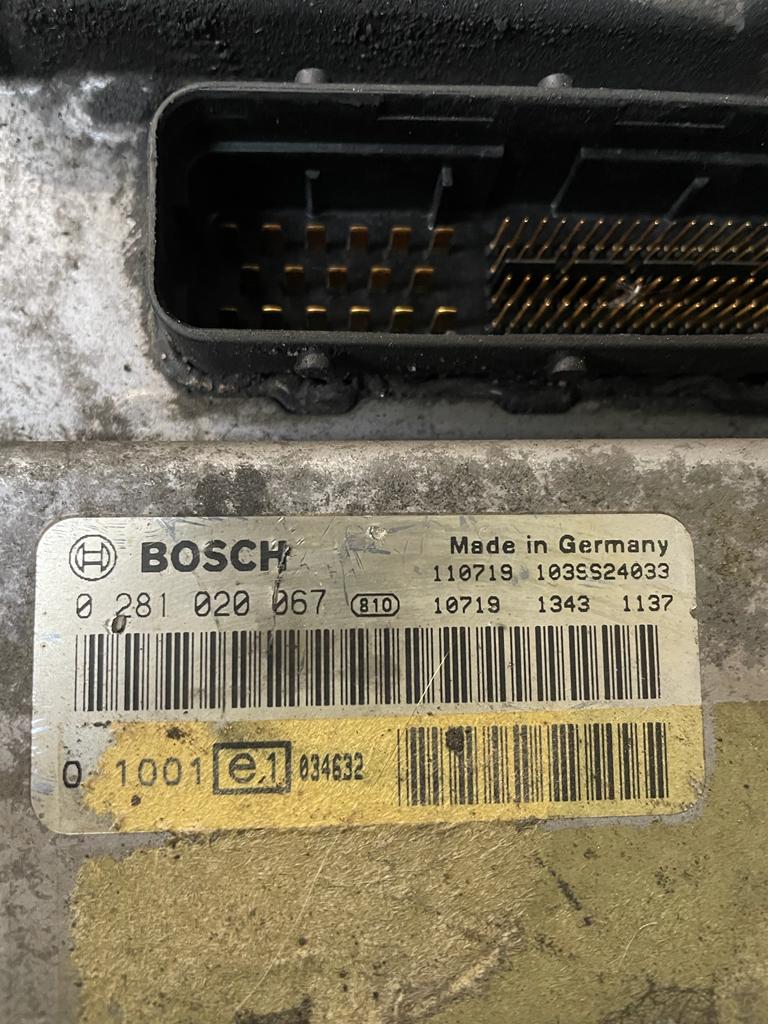 BOSCH
Made in Germany
110719 1039S24033
0 281 020 067 810 10719 1343 1137
0 1001 e1 034632